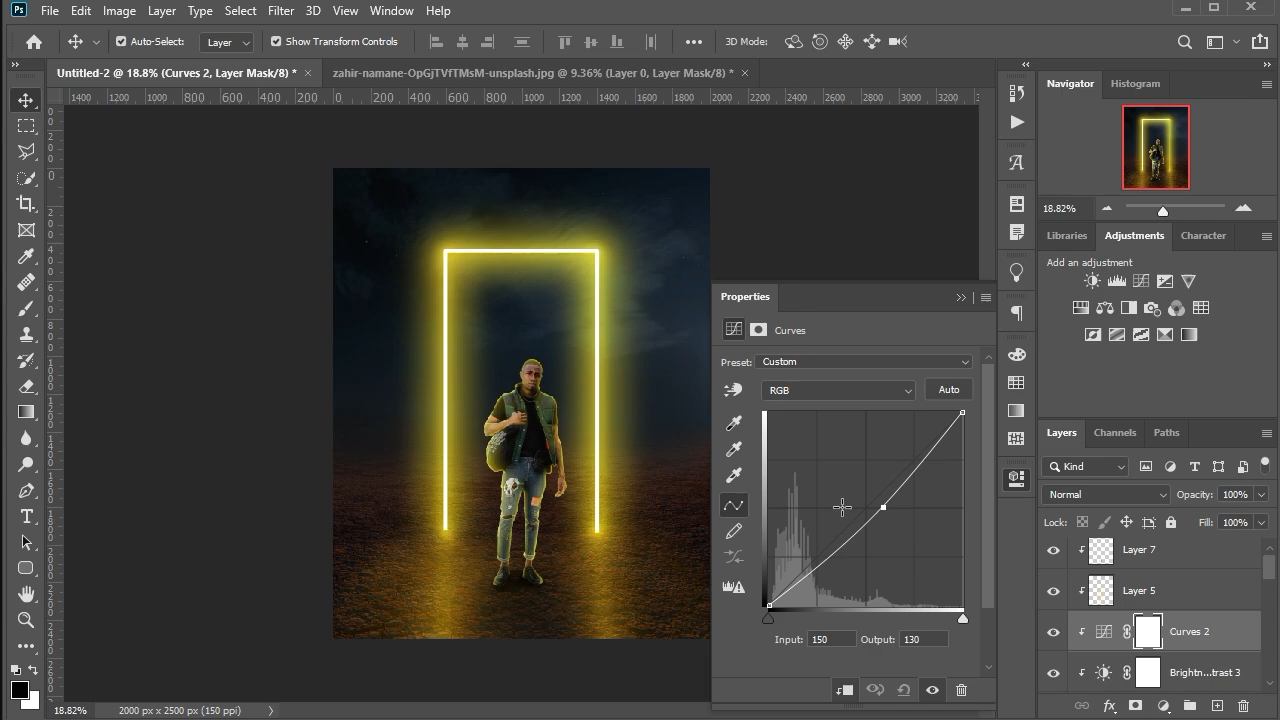 Ps File Edit Image Layer Type Select Filter 3D View Window Help
Auto-Select: Layer Show Transform Controls 3D Mode:
Untitled-2 @ 18.8% (Curves 2, Layer Mask/8) * × zahir-namane-OpGjTVfTMsM-unsplash.jpg @ 9.36% (Layer 0, Layer Mask/8) * ×
1400 1200 1000 800 600 400 200 0 200 400 600 800 1000 1200 1400 1600 1800 2000 2200 2400 2600 2800 3000 3200
Navigator Histogram
18.82%
Libraries Adjustments Character
Add an adjustment
Properties
Curves
Preset: Custom
RGB Auto
Input: 150 Output: 130
Layers Channels Paths
Kind
Normal Opacity: 100%
Lock: Fill: 100%
Layer 7
Layer 5
Curves 2
Brightn...trast 3
fx
18.82% 2000 px x 2500 px (150 ppi)